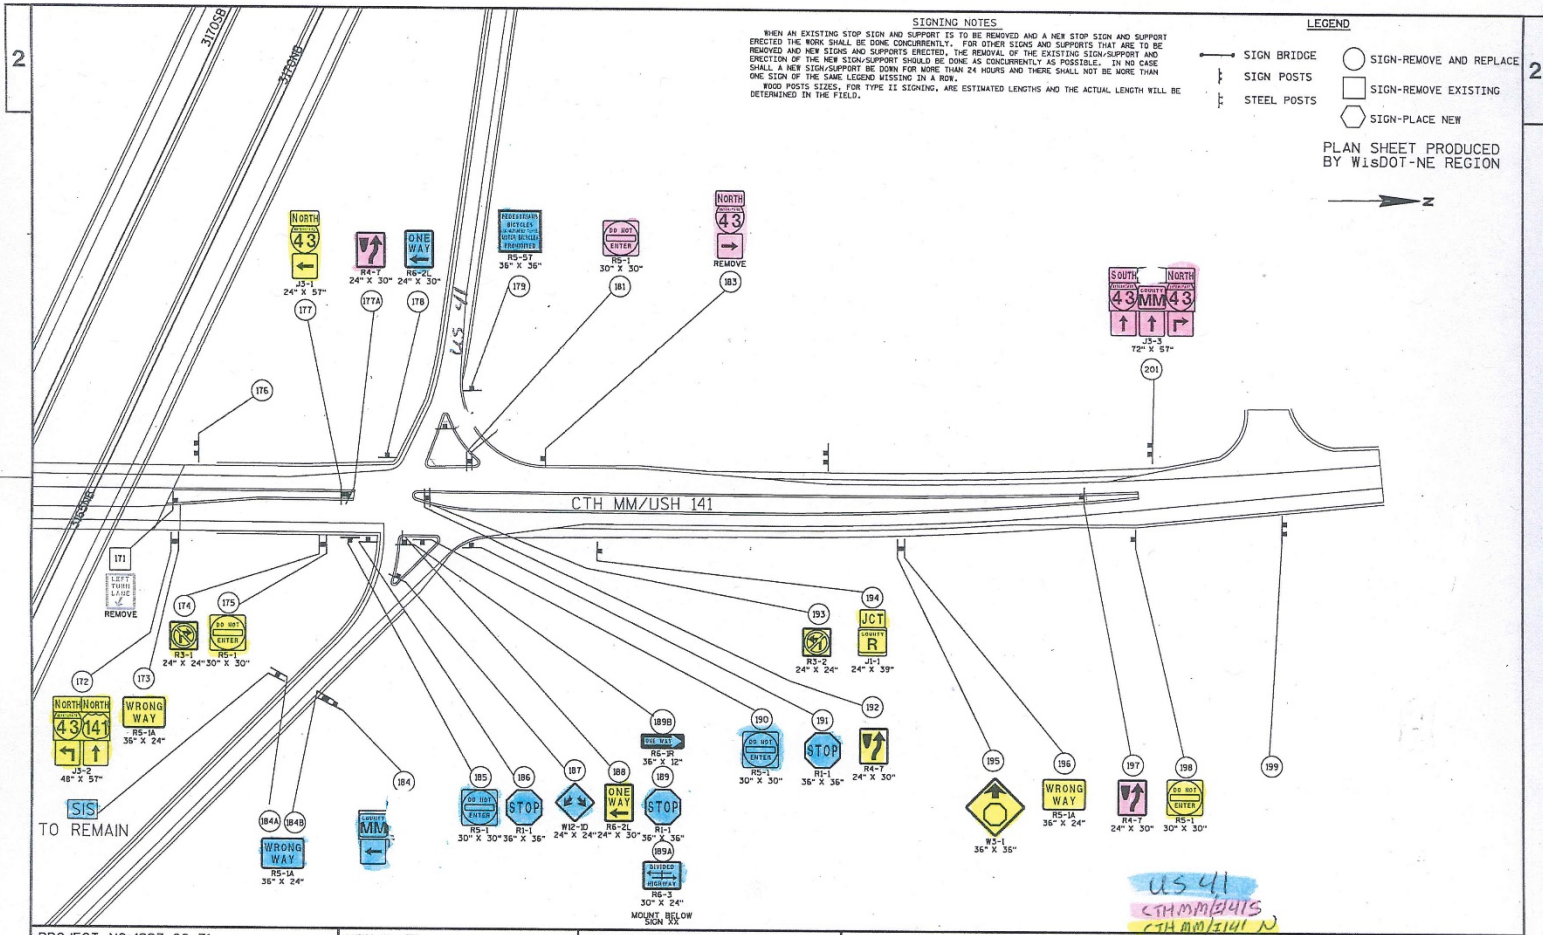 2
3170SB
3170NB
SIGNING NOTES
WHEN AN EXISTING STOP SIGN AND SUPPORT IS TO BE REMOVED AND A NEW STOP SIGN AND SUPPORT
ERECTED THE WORK SHALL BE DONE CONCURRENTLY. FOR OTHER SIGNS AND SUPPORTS THAT ARE TO BE
REMOVED AND NEW SIGNS AND SUPPORTS ERECTED, THE REMOVAL OF THE EXISTING SIGN/SUPPORT AND
ERECTION OF THE NEW SIGN/SUPPORT SHOULD BE DONE AS CONCURRENTLY AS POSSIBLE. IN NO CASE
SHALL A NEW SIGN/SUPPORT BE DOWN FOR MORE THAN 24 HOURS AND THERE SHALL NOT BE MORE THAN
ONE SIGN OF THE SAME LEGEND MISSING IN A ROW.
WOOD POSTS SIZES, FOR TYPE II SIGNING, ARE ESTIMATED LENGTHS AND THE ACTUAL LENGTH WILL BE
DETERMINED IN THE FIELD.
LEGEND
SIGN BRIDGE
SIGN POSTS
STEEL POSTS
SIGN-REMOVE AND REPLACE
SIGN-REMOVE EXISTING
SIGN-PLACE NEW
2
PLAN SHEET PRODUCED
BY WisDOT-NE REGION
N
NORTH
43
J3-1
24" X 57"
177
R4-7
24" X 30"
177A
ONE
WAY
R6-2L
24" X 30"
178
PEDESTRIANS
BICYCLES
PROHIBITED
R5-5T
36" X 36"
179
DO NOT
ENTER
R5-1
30" X 30"
181
NORTH
43
REMOVE
183
SOUTH
43
COUNTY
MM
NORTH
43
J3-3
72" X 57"
201
US 41
176
CTH MM/USH 141
3165NB
171
LEFT
TURN
LANE
REMOVE
174
R3-1
24" X 24"
175
DO NOT
ENTER
R5-1
30" X 30"
172
NORTH NORTH
43 141
J3-2
48" X 57"
173
WRONG
WAY
R5-1A
36" X 24"
SIS
TO REMAIN
184A
184B
WRONG
WAY
R5-1A
36" X 24"
184
COUNTY
MM
185
DO NOT
ENTER
R5-1
30" X 30"
186
STOP
R1-1
36" X 36"
187
W12-1D
24" X 24"
188
ONE
WAY
R6-2L
24" X 30"
189B
ONE WAY
R6-1R
36" X 12"
189
STOP
R1-1
36" X 36"
189A
DIVIDED
HIGHWAY
R6-3
30" X 24"
MOUNT BELOW
SIGN XX
190
DO NOT
ENTER
R5-1
30" X 30"
191
STOP
R1-1
36" X 36"
192
R4-7
24" X 30"
193
R3-2
24" X 24"
194
JCT
COUNTY
R
J1-1
24" X 39"
195
W3-1
36" X 36"
196
WRONG
WAY
R5-1A
36" X 24"
197
R4-7
24" X 30"
198
DO NOT
ENTER
R5-1
30" X 30"
199
US 41
CTH MM/I41S
CTH MM/I41 N